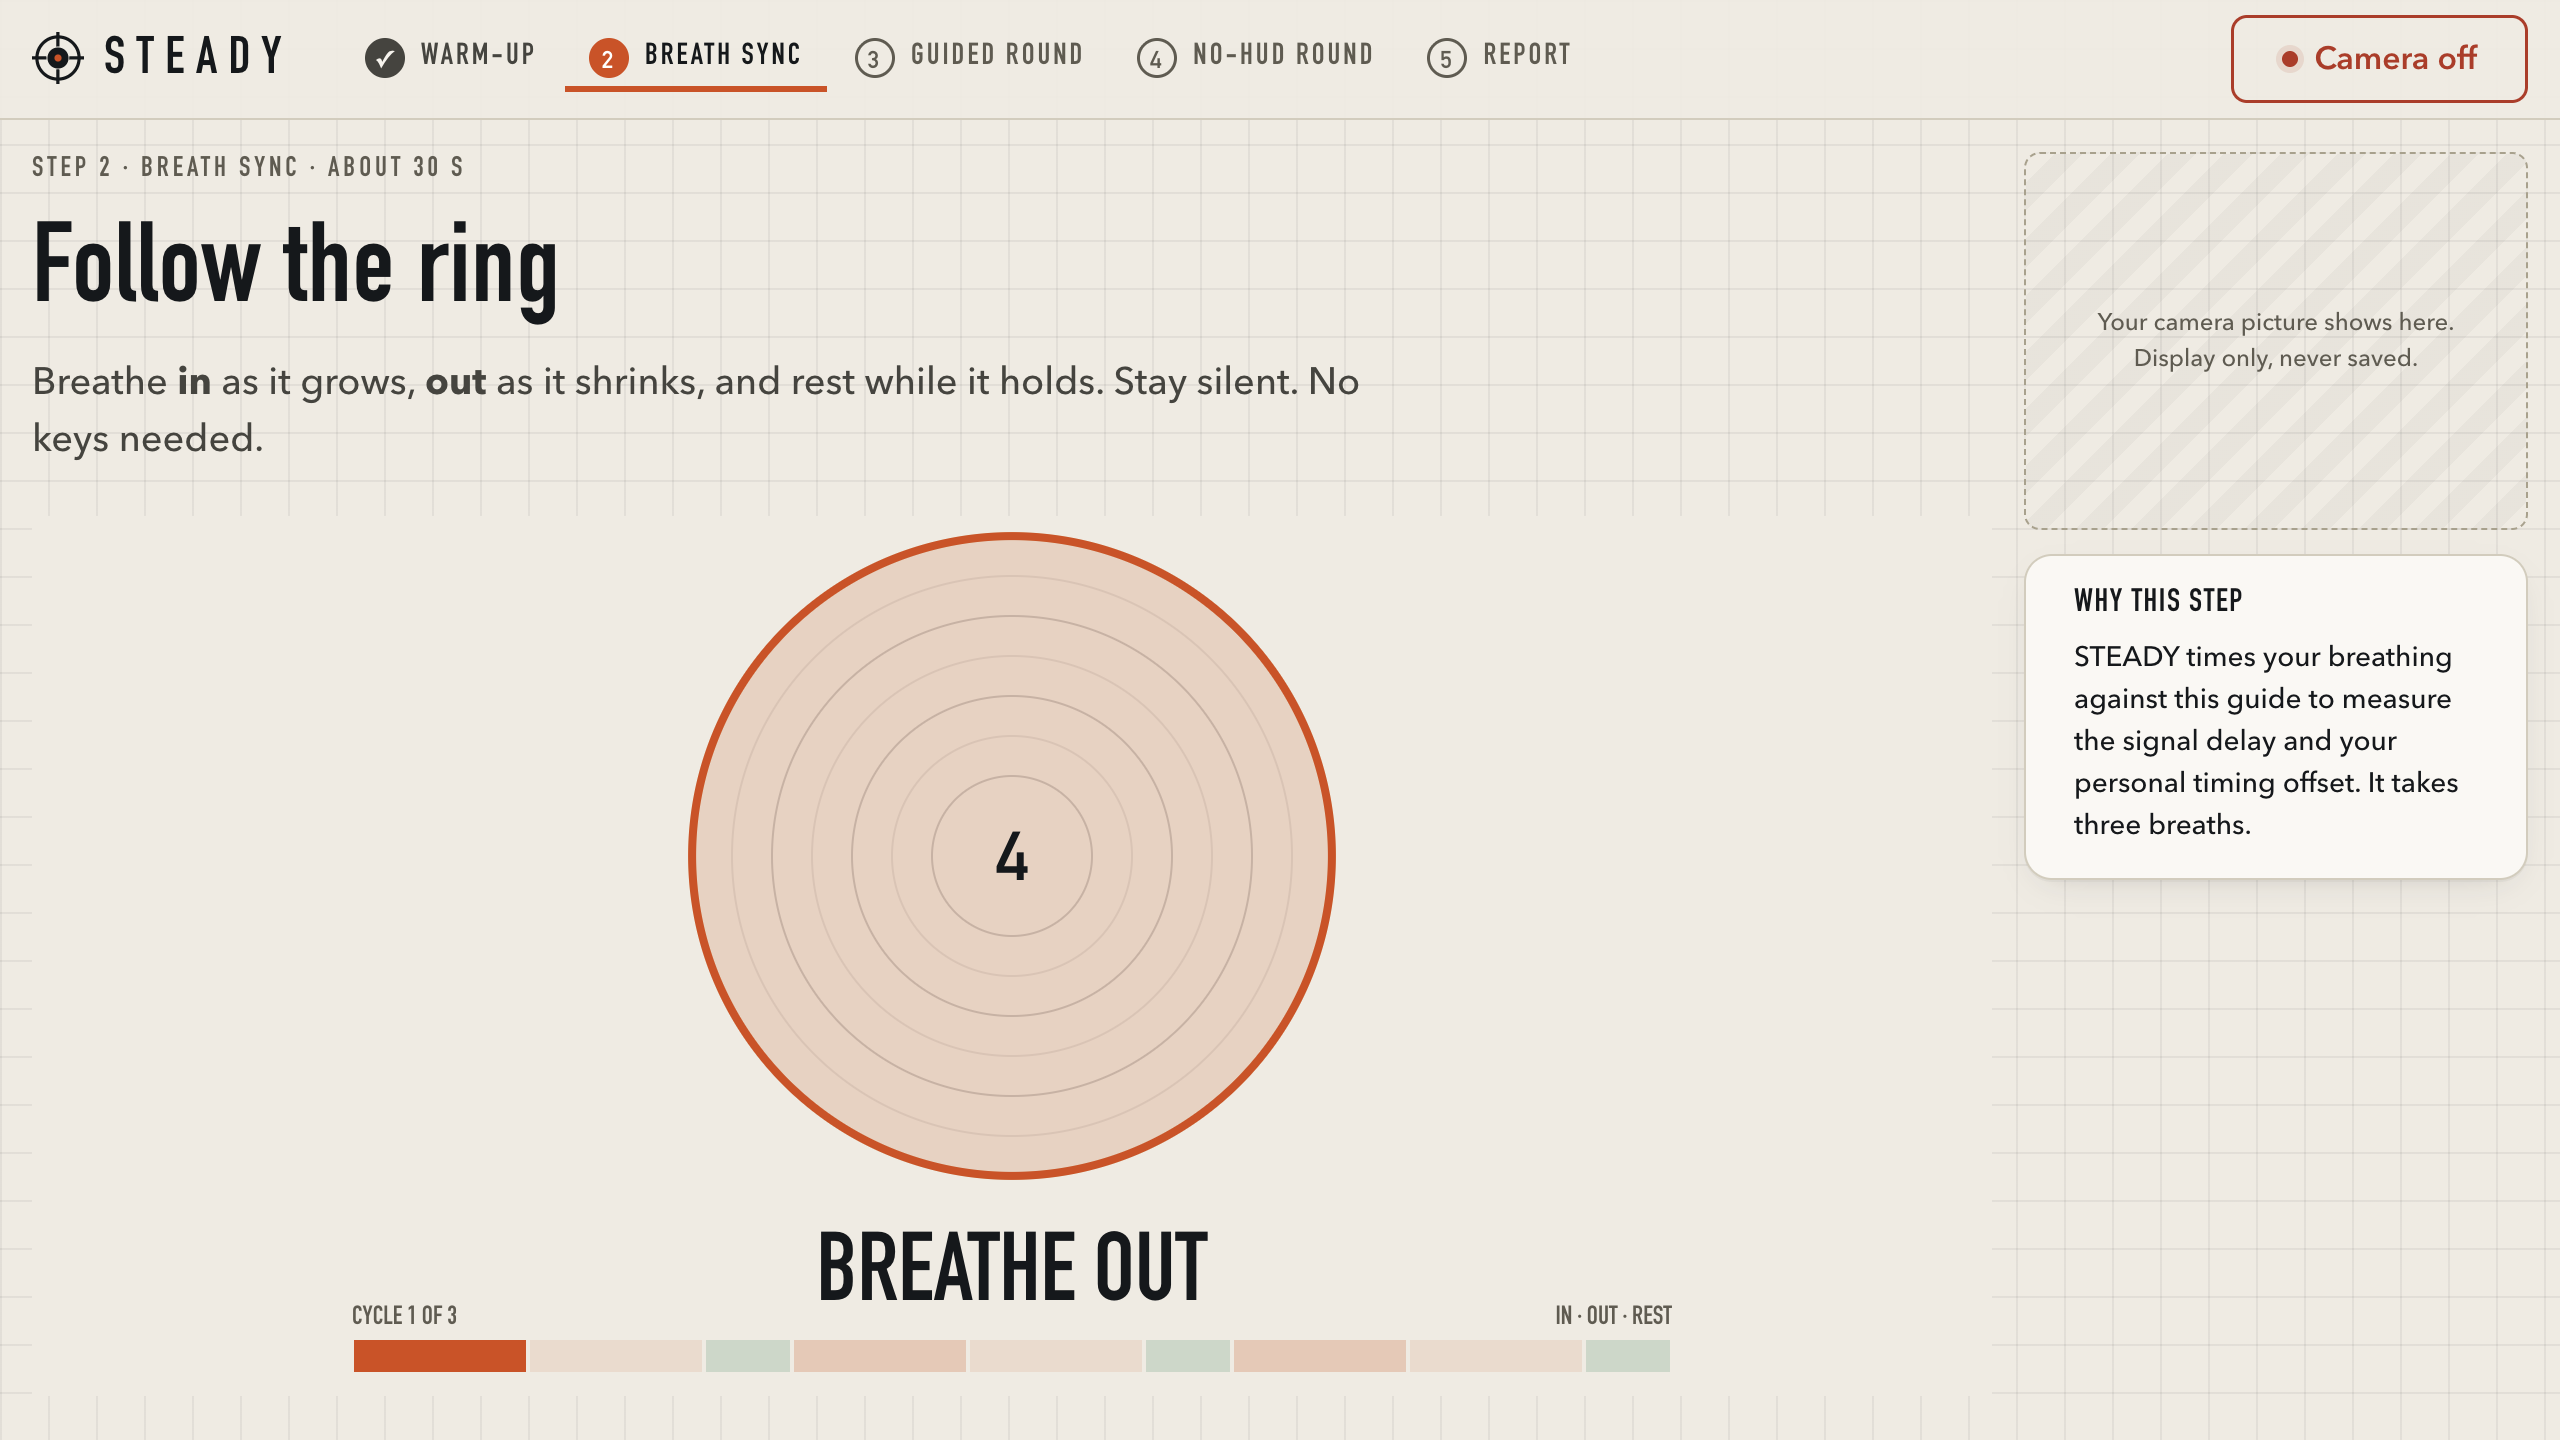 STEADY
✓ WARM-UP
2 BREATH SYNC
3 GUIDED ROUND
4 NO-HUD ROUND
5 REPORT
Camera off
STEP 2 · BREATH SYNC · ABOUT 30 S
Follow the ring
Breathe in as it grows, out as it shrinks, and rest while it holds. Stay silent. No
keys needed.
4
BREATHE OUT
CYCLE 1 OF 3
IN · OUT · REST
Your camera picture shows here.
Display only, never saved.
WHY THIS STEP
STEADY times your breathing
against this guide to measure
the signal delay and your
personal timing offset. It takes
three breaths.